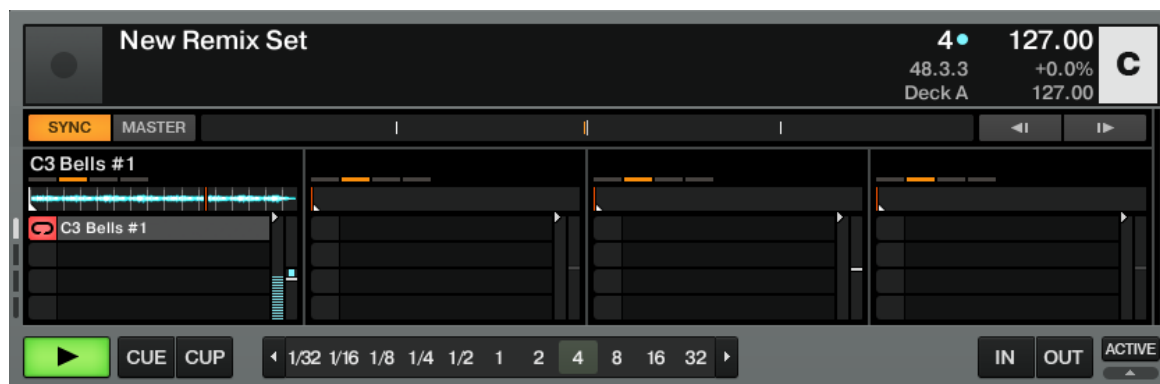 New Remix Set 4 127.00
48.3.3 +0.0% C
Deck A 127.00
SYNC MASTER
C3 Bells #1
C3 Bells #1
CUE CUP 1/32 1/16 1/8 1/4 1/2 1 2 4 8 16 32 IN OUT ACTIVE